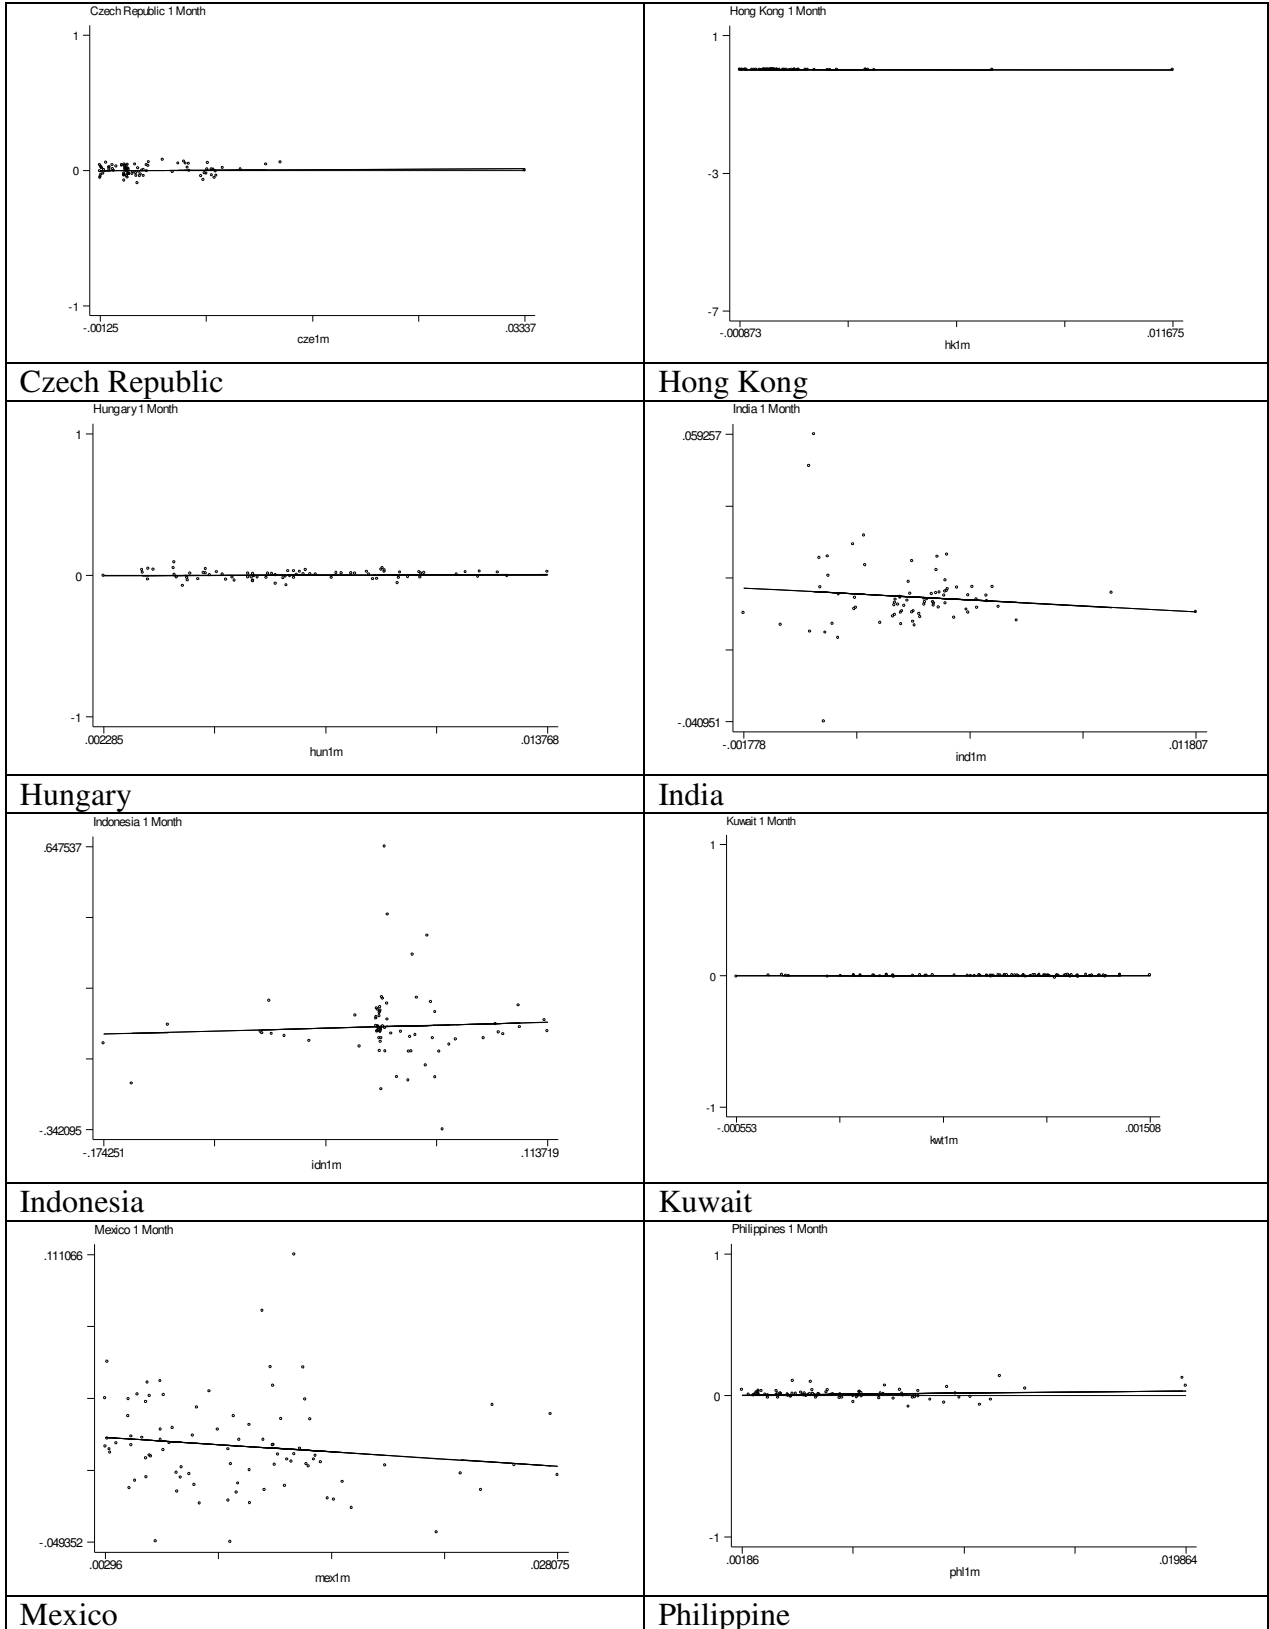 Czech Republic 1 Month
1
0
-1
-.00125
.03337
cze1m
Hong Kong 1 Month
1
-3
-7
-.000873
.011675
hk1m
Czech Republic
Hong Kong
Hungary 1 Month
1
0
-1
.002285
.013768
hun1m
India 1 Month
.059257
-.040951
-.001778
.011807
ind1m
Hungary
India
Indonesia 1 Month
.647537
-.342095
-.174251
.113719
idn1m
Kuwait 1 Month
1
0
-1
-.000553
.001508
kwt1m
Indonesia
Kuwait
Mexico 1 Month
.111066
-.049352
.00296
.028075
mex1m
Philippines 1 Month
1
0
-1
.00186
.019864
phl1m
Mexico
Philippine